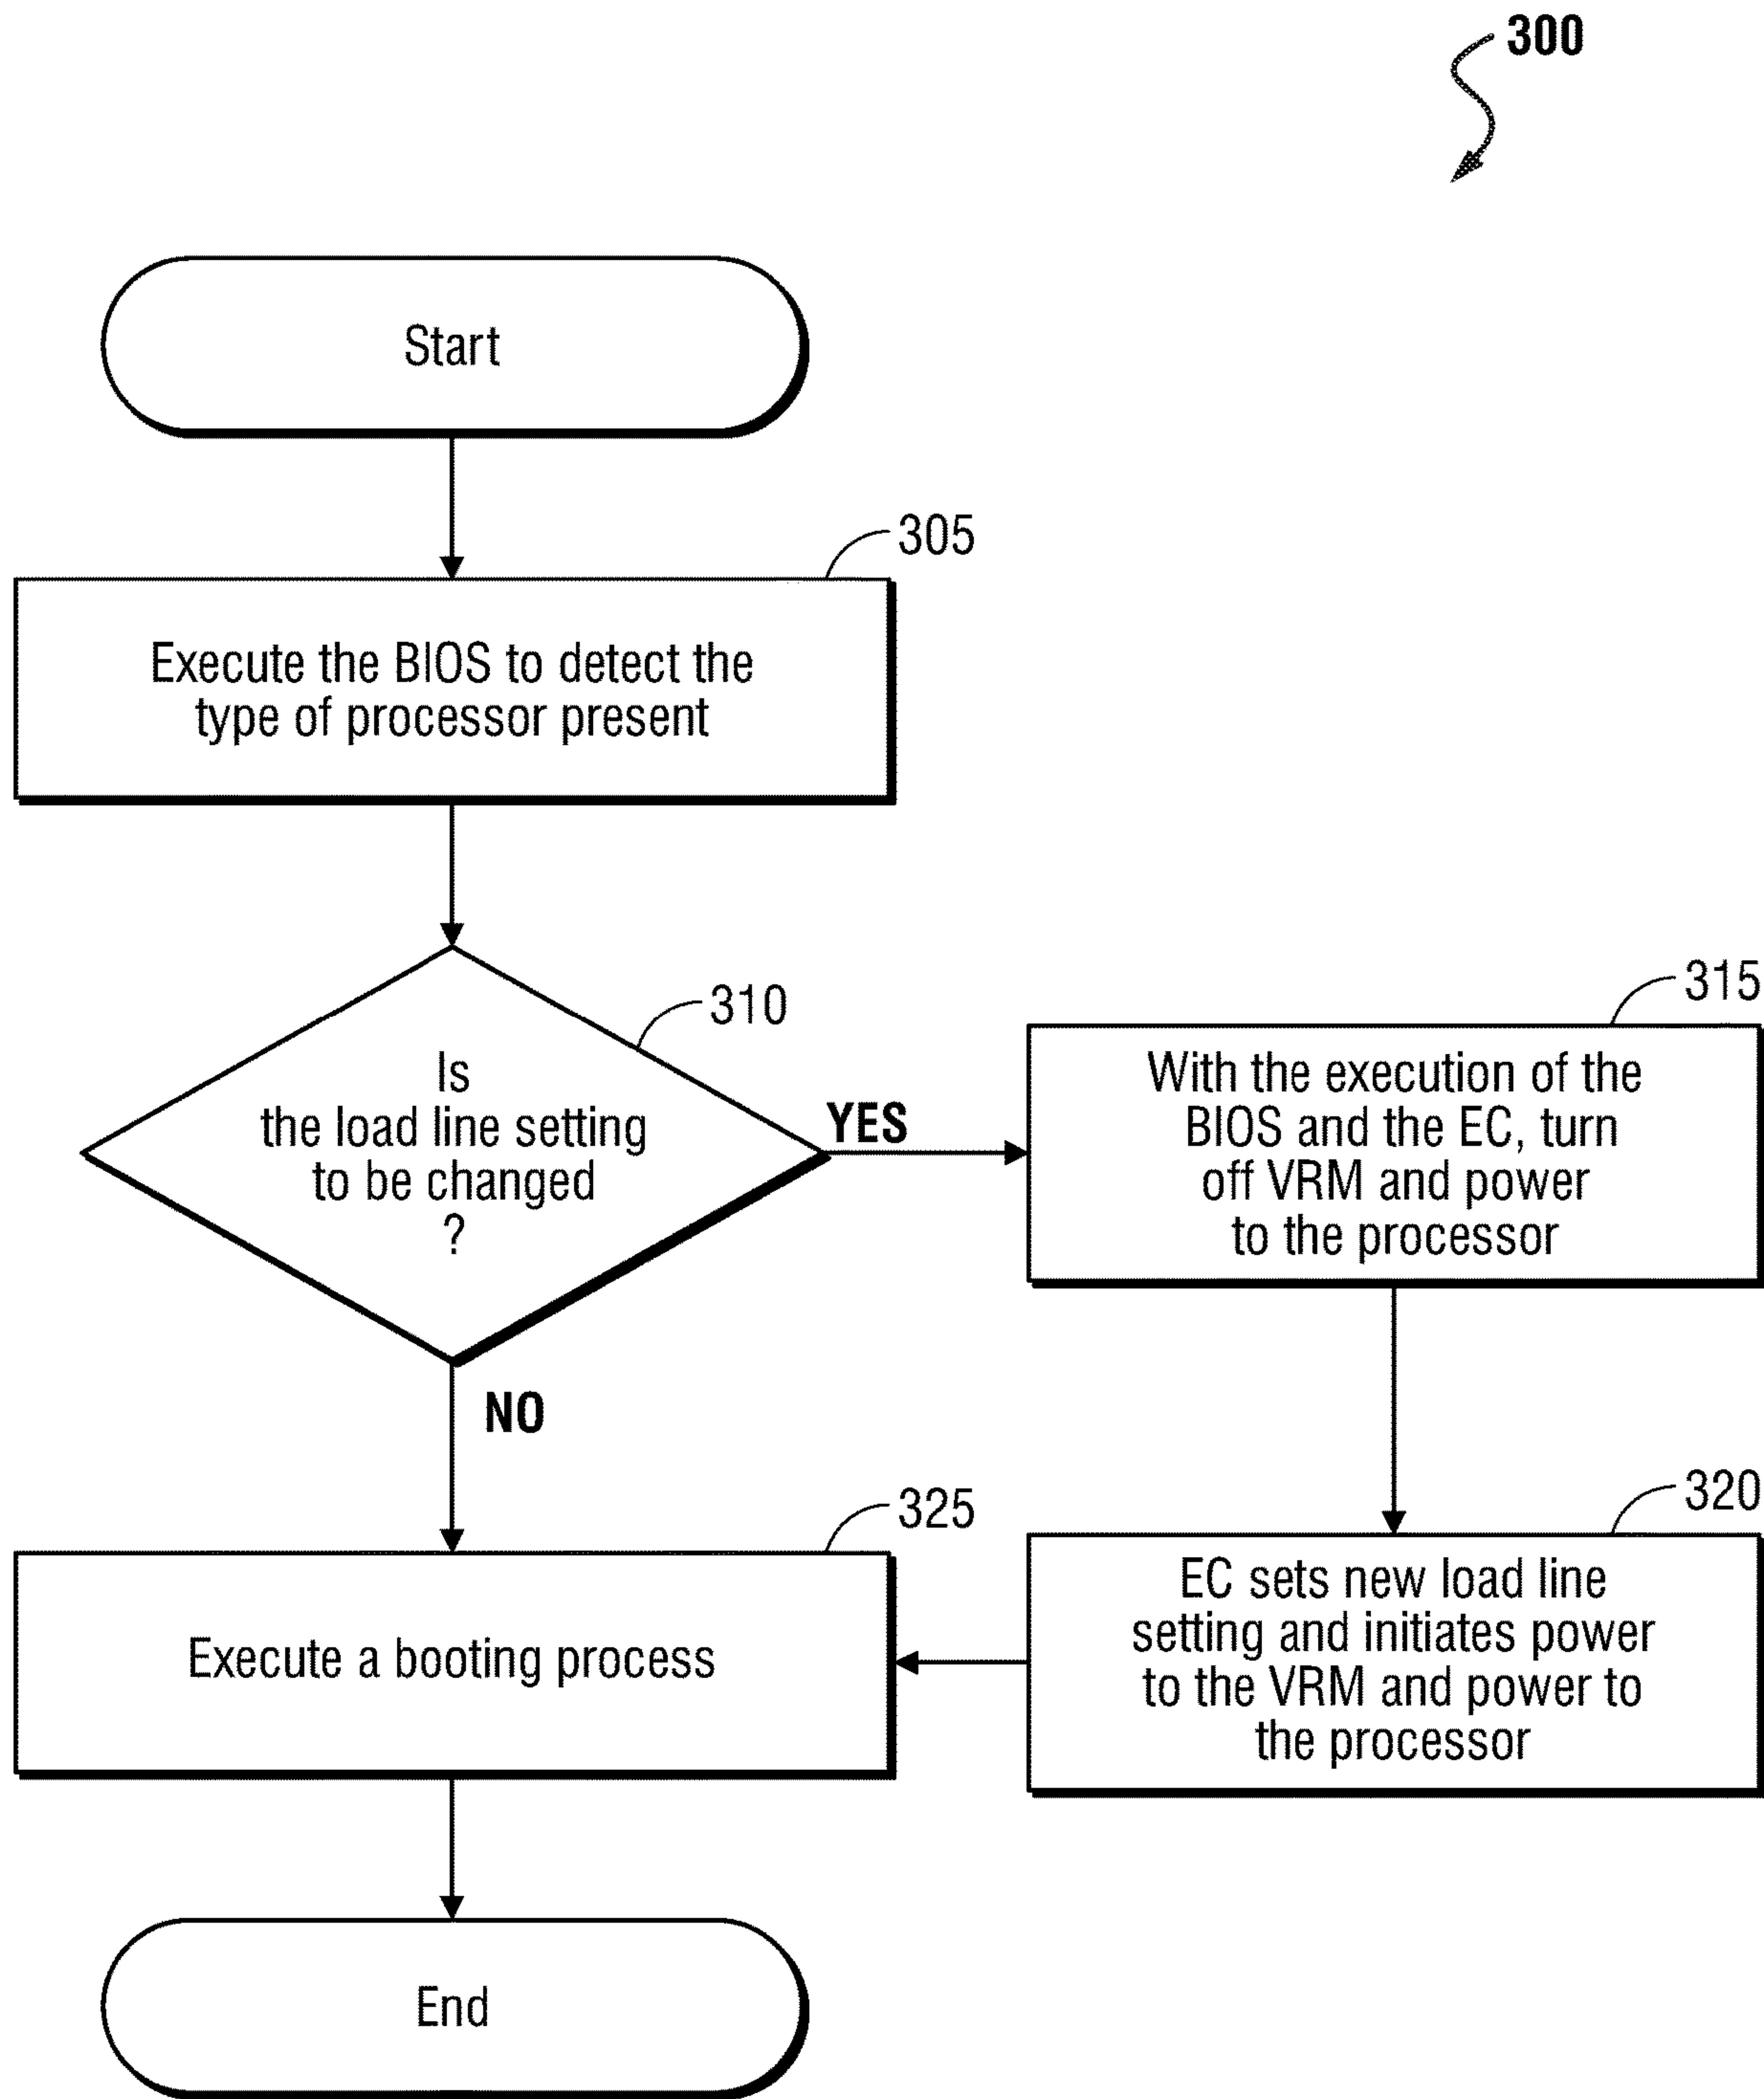 300
Start
305
Execute the BIOS to detect the
type of processor present
310
Is
the load line setting
to be changed
?
YES
315
With the execution of the
BIOS and the EC, turn
off VRM and power
to the processor
NO
325
Execute a booting process
320
EC sets new load line
setting and initiates power
to the VRM and power to
the processor
End